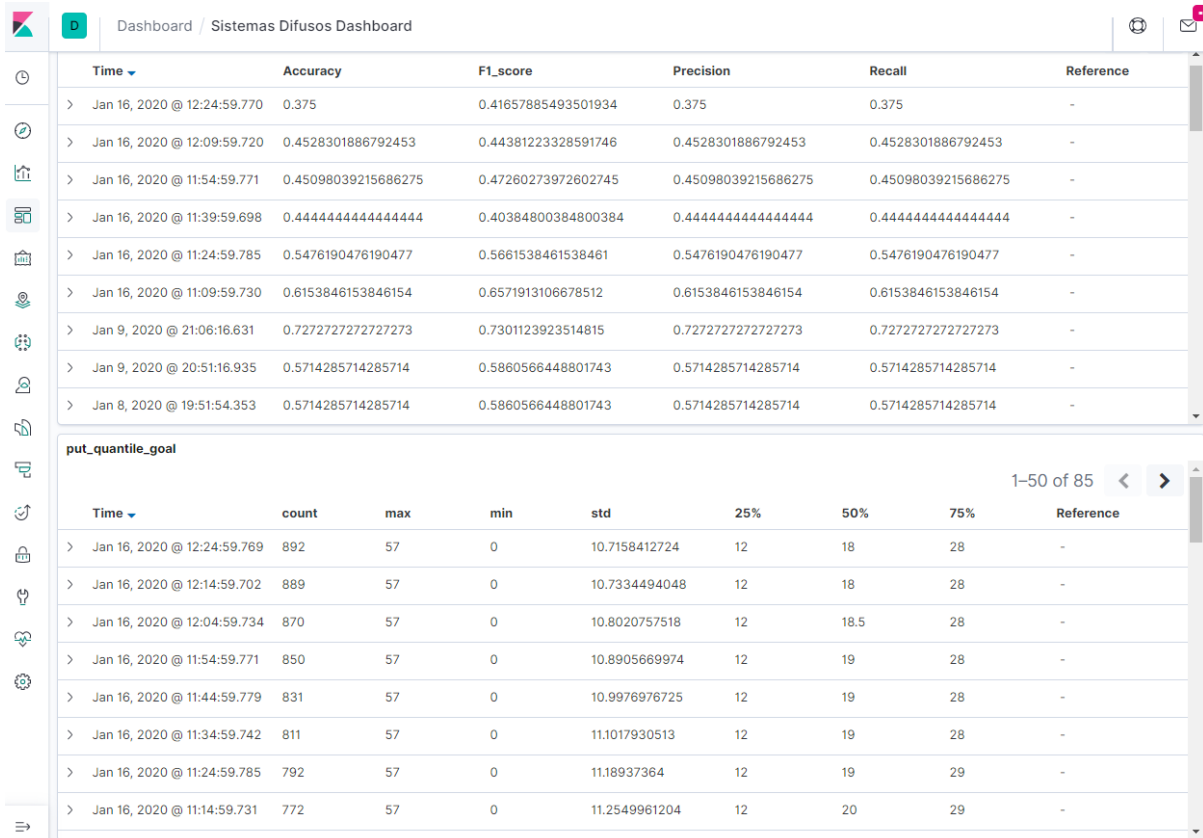 D Dashboard / Sistemas Difusos Dashboard
Time Accuracy F1_score Precision Recall Reference
Jan 16, 2020 @ 12:24:59.770 0.375 0.41657885493501934 0.375 0.375 -
Jan 16, 2020 @ 12:09:59.720 0.4528301886792453 0.44381223328591746 0.4528301886792453 0.4528301886792453 -
Jan 16, 2020 @ 11:54:59.771 0.45098039215686275 0.47260273972602745 0.45098039215686275 0.45098039215686275 -
Jan 16, 2020 @ 11:39:59.698 0.4444444444444444 0.40384800384800384 0.4444444444444444 0.4444444444444444 -
Jan 16, 2020 @ 11:24:59.785 0.5476190476190477 0.5661538461538461 0.5476190476190477 0.5476190476190477 -
Jan 16, 2020 @ 11:09:59.730 0.6153846153846154 0.6571913106678512 0.6153846153846154 0.6153846153846154 -
Jan 9, 2020 @ 21:06:16.631 0.7272727272727273 0.7301123923514815 0.7272727272727273 0.7272727272727273 -
Jan 9, 2020 @ 20:51:16.935 0.5714285714285714 0.5860566448801743 0.5714285714285714 0.5714285714285714 -
Jan 8, 2020 @ 19:51:54.353 0.5714285714285714 0.5860566448801743 0.5714285714285714 0.5714285714285714 -
put_quantile_goal
1–50 of 85
Time count max min std 25% 50% 75% Reference
Jan 16, 2020 @ 12:24:59.769 892 57 0 10.7158412724 12 18 28 -
Jan 16, 2020 @ 12:14:59.702 889 57 0 10.7334494048 12 18 28 -
Jan 16, 2020 @ 12:04:59.734 870 57 0 10.8020757518 12 18.5 28 -
Jan 16, 2020 @ 11:54:59.771 850 57 0 10.8905669974 12 19 28 -
Jan 16, 2020 @ 11:44:59.779 831 57 0 10.9976976725 12 19 28 -
Jan 16, 2020 @ 11:34:59.742 811 57 0 11.1017930513 12 19 28 -
Jan 16, 2020 @ 11:24:59.785 792 57 0 11.18937364 12 19 29 -
Jan 16, 2020 @ 11:14:59.731 772 57 0 11.2549961204 12 20 29 -